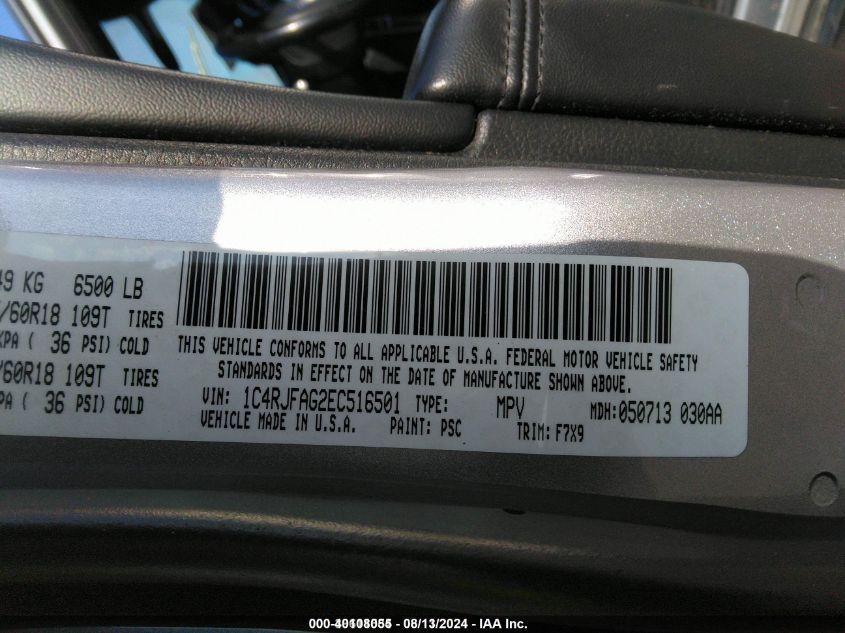 49 KG 6500 LB
/60R18 109T TIRES
KPA ( 36 PSI) COLD
/60R18 109T TIRES
PA ( 36 PSI) COLD
THIS VEHICLE CONFORMS TO ALL APPLICABLE U.S.A. FEDERAL MOTOR VEHICLE SAFETY
STANDARDS IN EFFECT ON THE DATE OF MANUFACTURE SHOWN ABOVE.
VIN: 1C4RJFAG2EC516501 TYPE: MPV MDH: 050713 030AA
VEHICLE MADE IN U.S.A. PAINT: PSC TRIM: F7X9
08/13/2024 - IAA Inc.